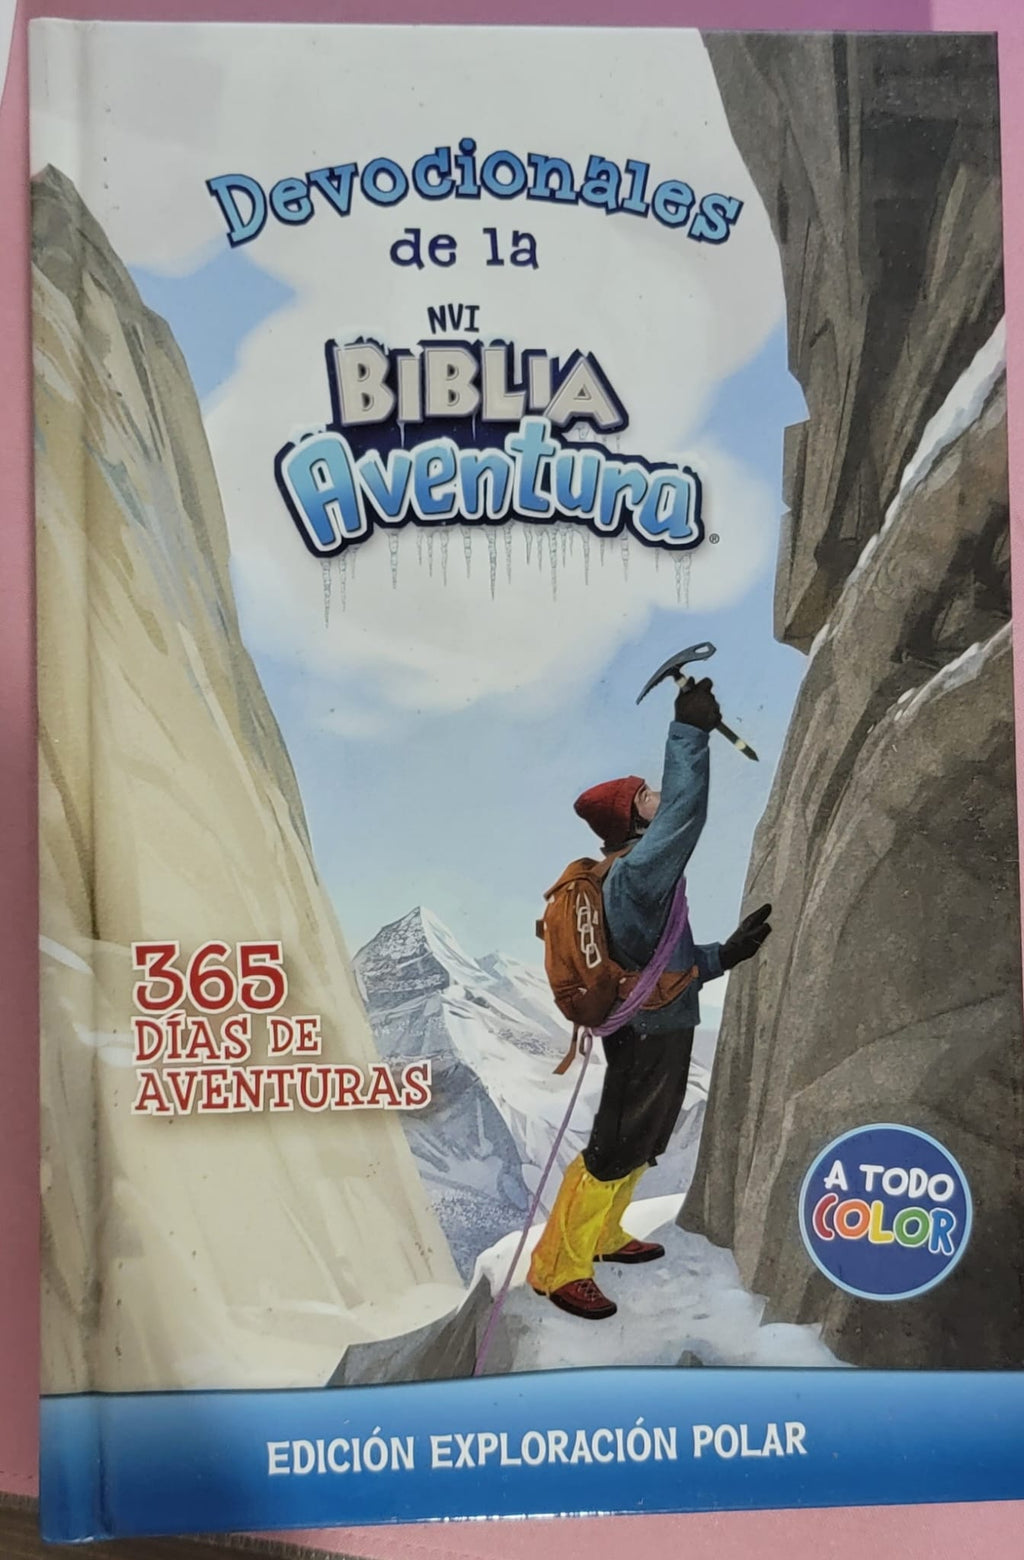 Devocionales
de la
NVI
BIBLIA
Aventura®
365
DÍAS DE
AVENTURAS
A TODO
COLOR
EDICIÓN EXPLORACIÓN POLAR